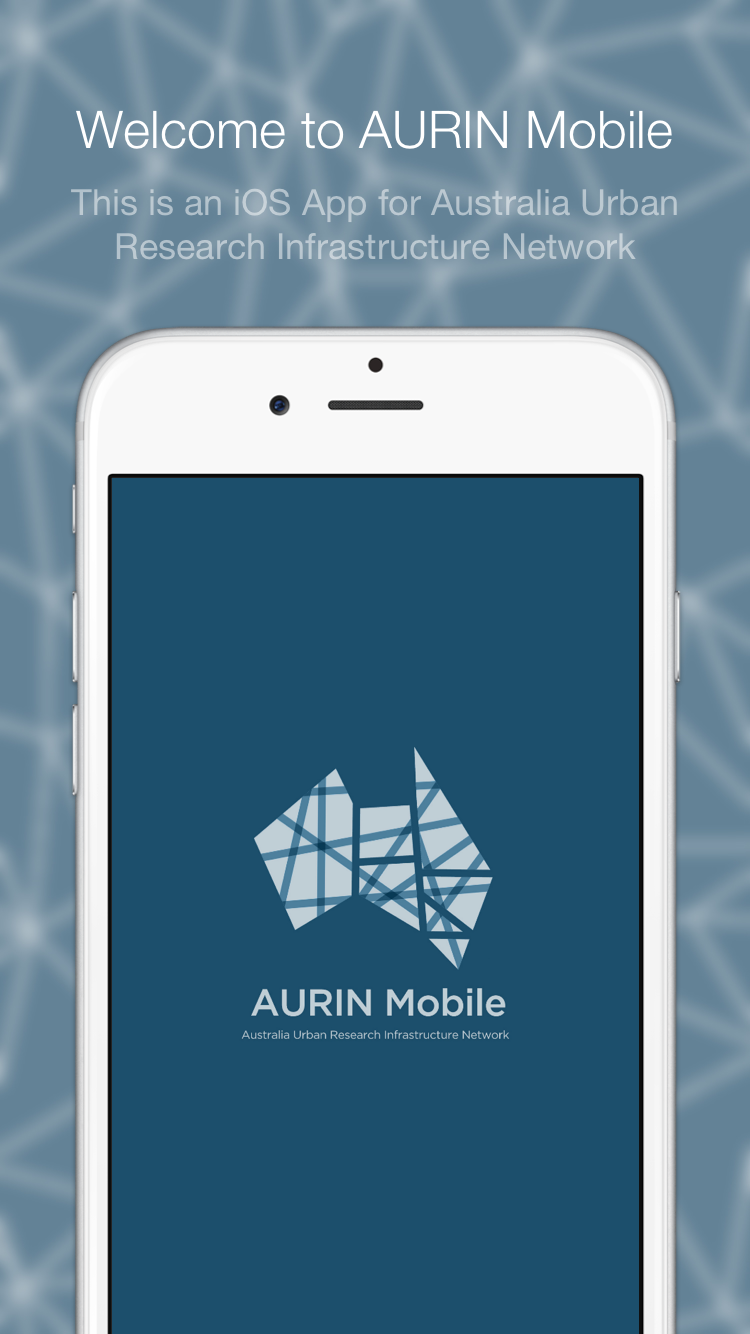 Welcome to AURIN Mobile
This is an iOS App for Australia Urban
Research Infrastructure Network
AURIN Mobile
Australia Urban Research Infrastructure Network